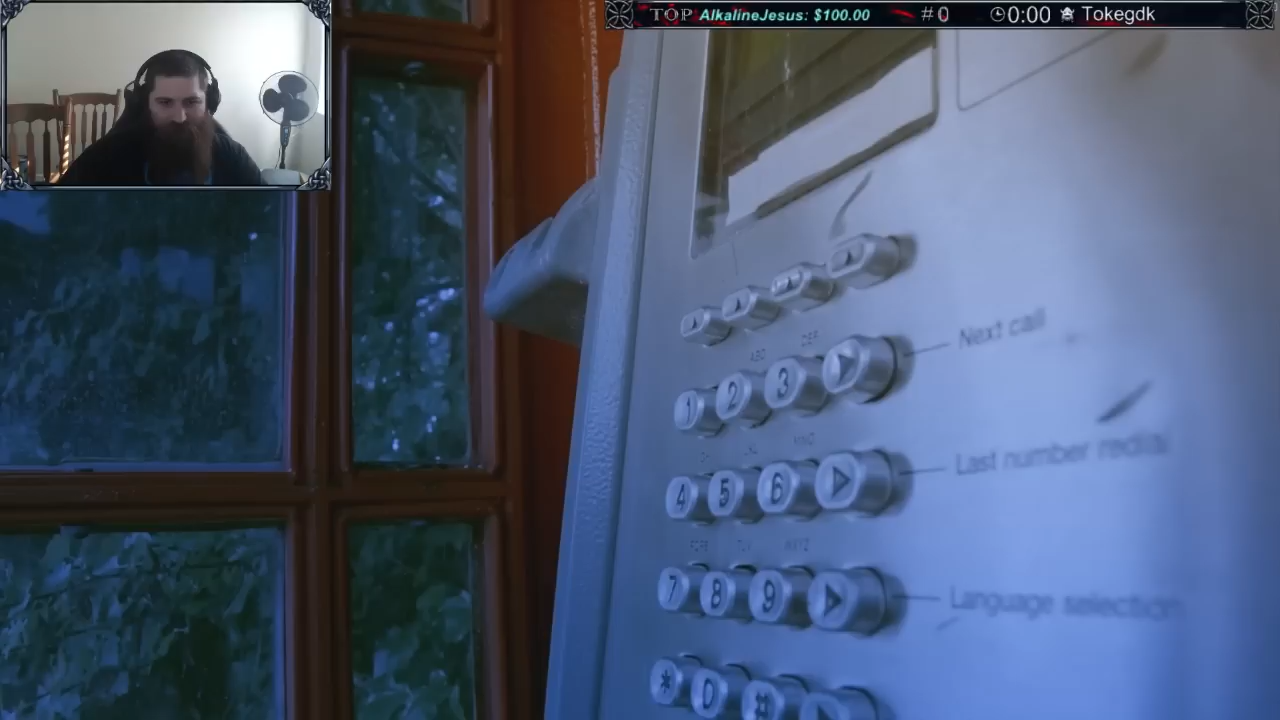 TOP AlkalineJesus: $100.00 #0 0:00 Tokegdk
Next call
ABC DEF
1 2 3
Last number redial
4 5 6
Language selection
7 8 9
* 0 #